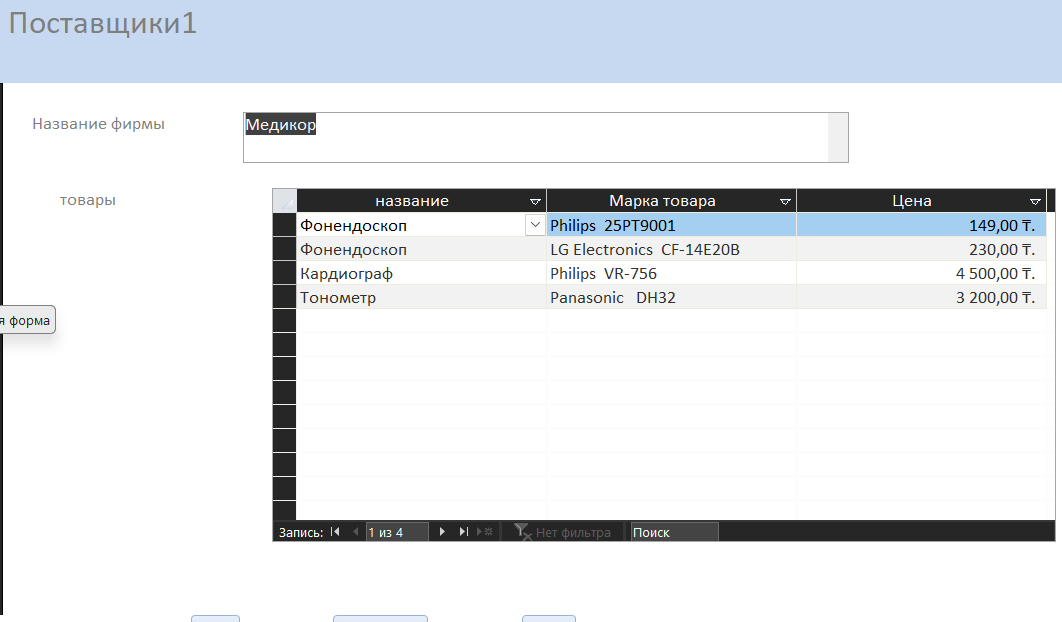 Поставщики1
Название фирмы
Медикор
товары
название Марка товара Цена
Фонендоскоп Philips 25PT9001 149,00 ₸.
Фонендоскоп LG Electronics CF-14E20B 230,00 ₸.
Кардиограф Philips VR-756 4 500,00 ₸.
Тонометр Panasonic DH32 3 200,00 ₸.
я форма
Запись: 1 из 4 Нет фильтра Поиск